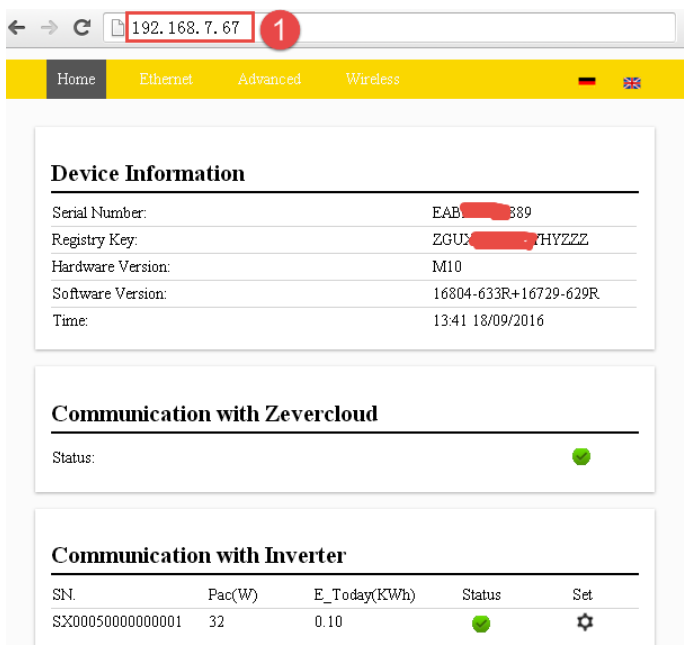 192.168.7.67 1
Home Ethernet Advanced Wireless
Device Information
Serial Number: EAB 889
Registry Key: ZGUX YHYZZZ
Hardware Version: M10
Software Version: 16804-633R+16729-629R
Time: 13:41 18/09/2016
Communication with Zevercloud
Status:
Communication with Inverter
SN. Pac(W) E_Today(KWh) Status Set
SX00050000000001 32 0.10